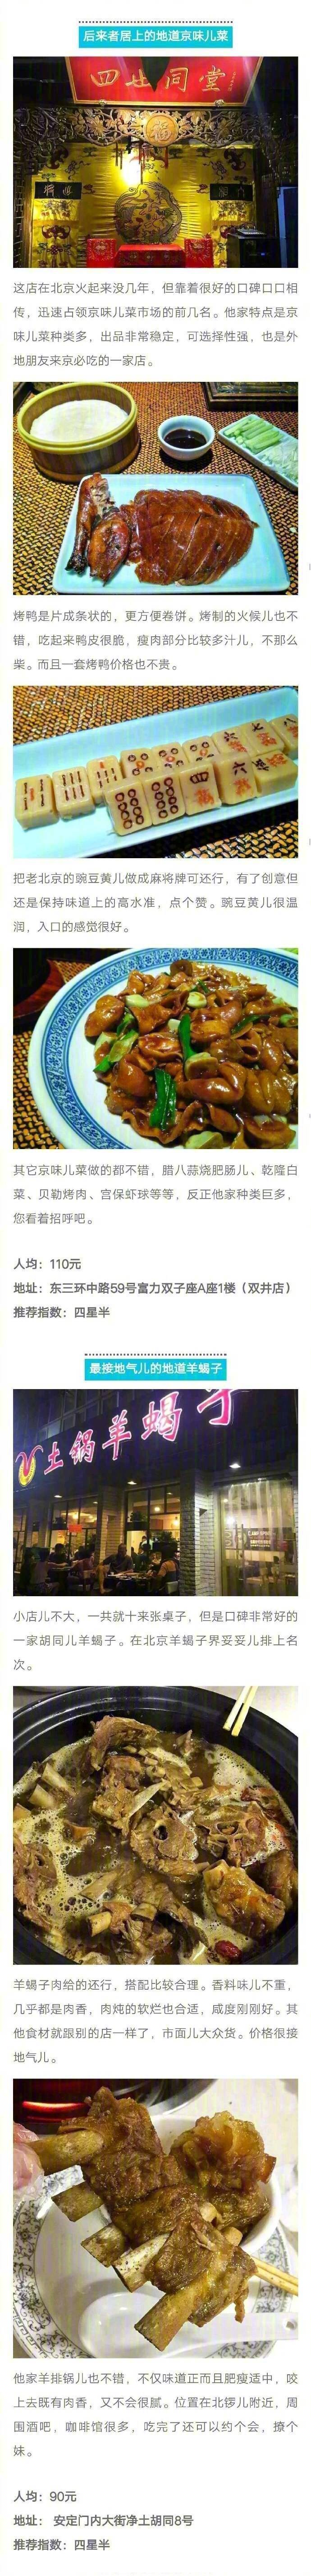 后来者居上的地道京味儿菜
四世同堂
福
这店在北京火起来没几年，但靠着很好的口碑口口相
传，迅速占领京味儿菜市场的前几名。他家特点是京
味儿菜种类多，出品非常稳定，可选择性强，也是外
地朋友来京必吃的一家店。
烤鸭是片成条状的，更方便卷饼。烤制的火候儿也不
错，吃起来鸭皮很脆，瘦肉部分比较多汁儿，不那么
柴。而且一套烤鸭价格也不贵。
把老北京的豌豆黄儿做成麻将牌可还行，有了创意但
还是保持味道上的高水准，点个赞。豌豆黄儿很温
润，入口的感觉很好。
其它京味儿菜做的都不错，腊八蒜烧肥肠儿、乾隆白
菜、贝勒烤肉、宫保虾球等等，反正他家种类巨多，
您看着招呼吧。
人均：110元
地址：东三环中路59号富力双子座A座1楼（双井店）
推荐指数：四星半
最接地气儿的地道羊蝎子
土锅羊蝎子
小店儿不大，一共就十来张桌子，但是口碑非常好的
一家胡同儿羊蝎子。在北京羊蝎子界妥妥儿排上名
次。
羊蝎子肉给的还行，搭配比较合理。香料味儿不重，
几乎都是肉香，肉炖的软烂也合适，咸度刚刚好。其
他食材就跟别的店一样了，市面儿大众货。价格很接
地气儿。
他家羊排锅儿也不错，不仅味道正而且肥瘦适中，咬
上去既有肉香，又不会很腻。位置在北锣儿附近，周
围酒吧，咖啡馆很多，吃完了还可以约个会，撩个
妹。
人均：90元
地址： 安定门内大街净土胡同8号
推荐指数：四星半